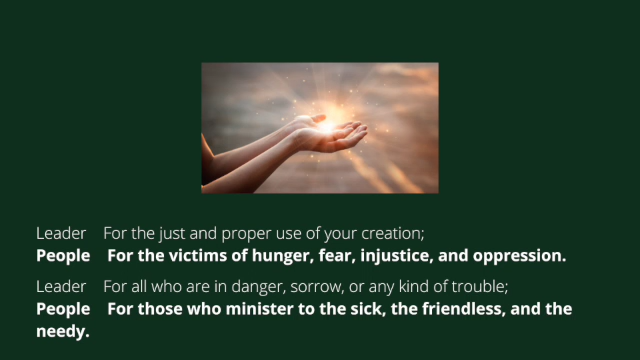 Leader For the just and proper use of your creation;
People For the victims of hunger, fear, injustice, and oppression.
Leader For all who are in danger, sorrow, or any kind of trouble;
People For those who minister to the sick, the friendless, and the
needy.